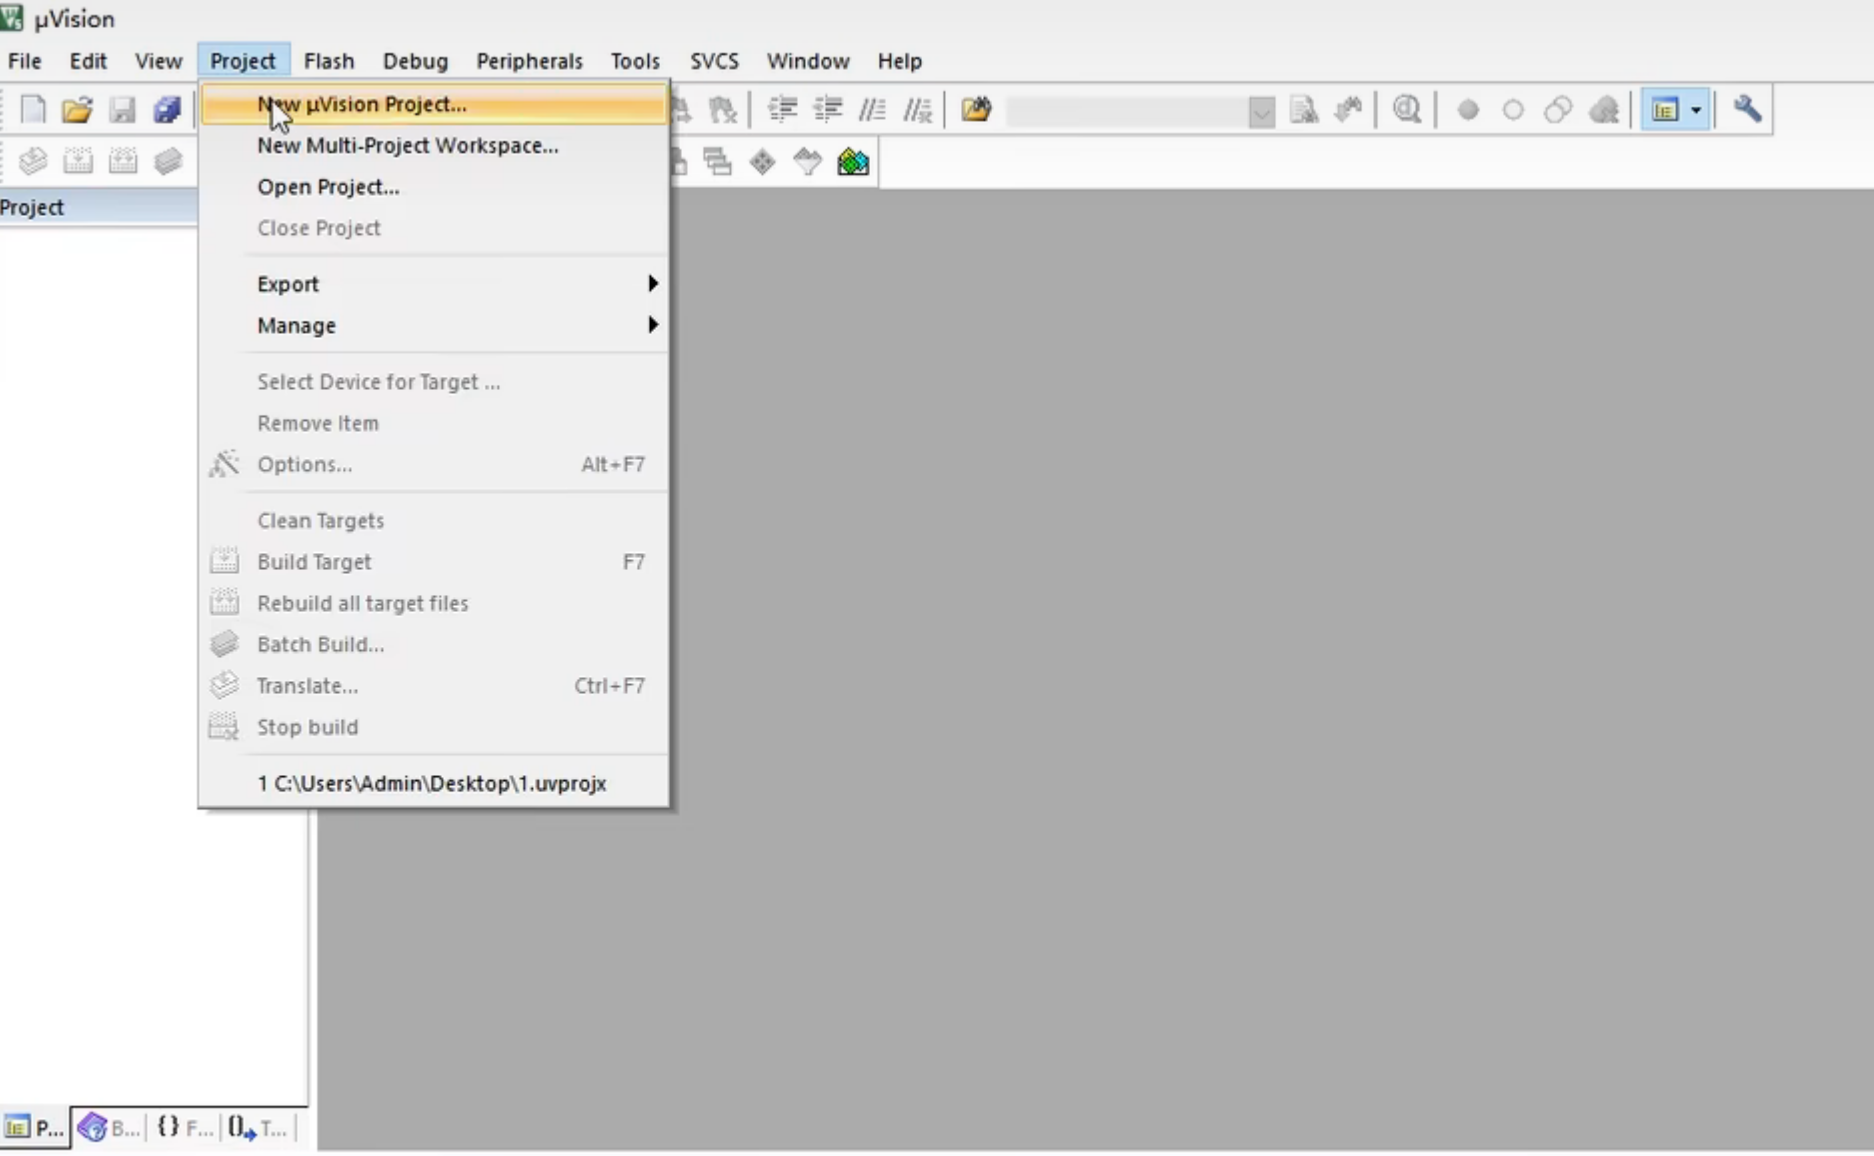 µVision
File Edit View Project Flash Debug Peripherals Tools SVCS Window Help
New µVision Project...
New Multi-Project Workspace...
Open Project...
Close Project
Export
Manage
Select Device for Target ...
Remove Item
Options... Alt+F7
Clean Targets
Build Target F7
Rebuild all target files
Batch Build...
Translate... Ctrl+F7
Stop build
1 C:\Users\Admin\Desktop\1.uvprojx
Project
P... B... {} F... 0 T...